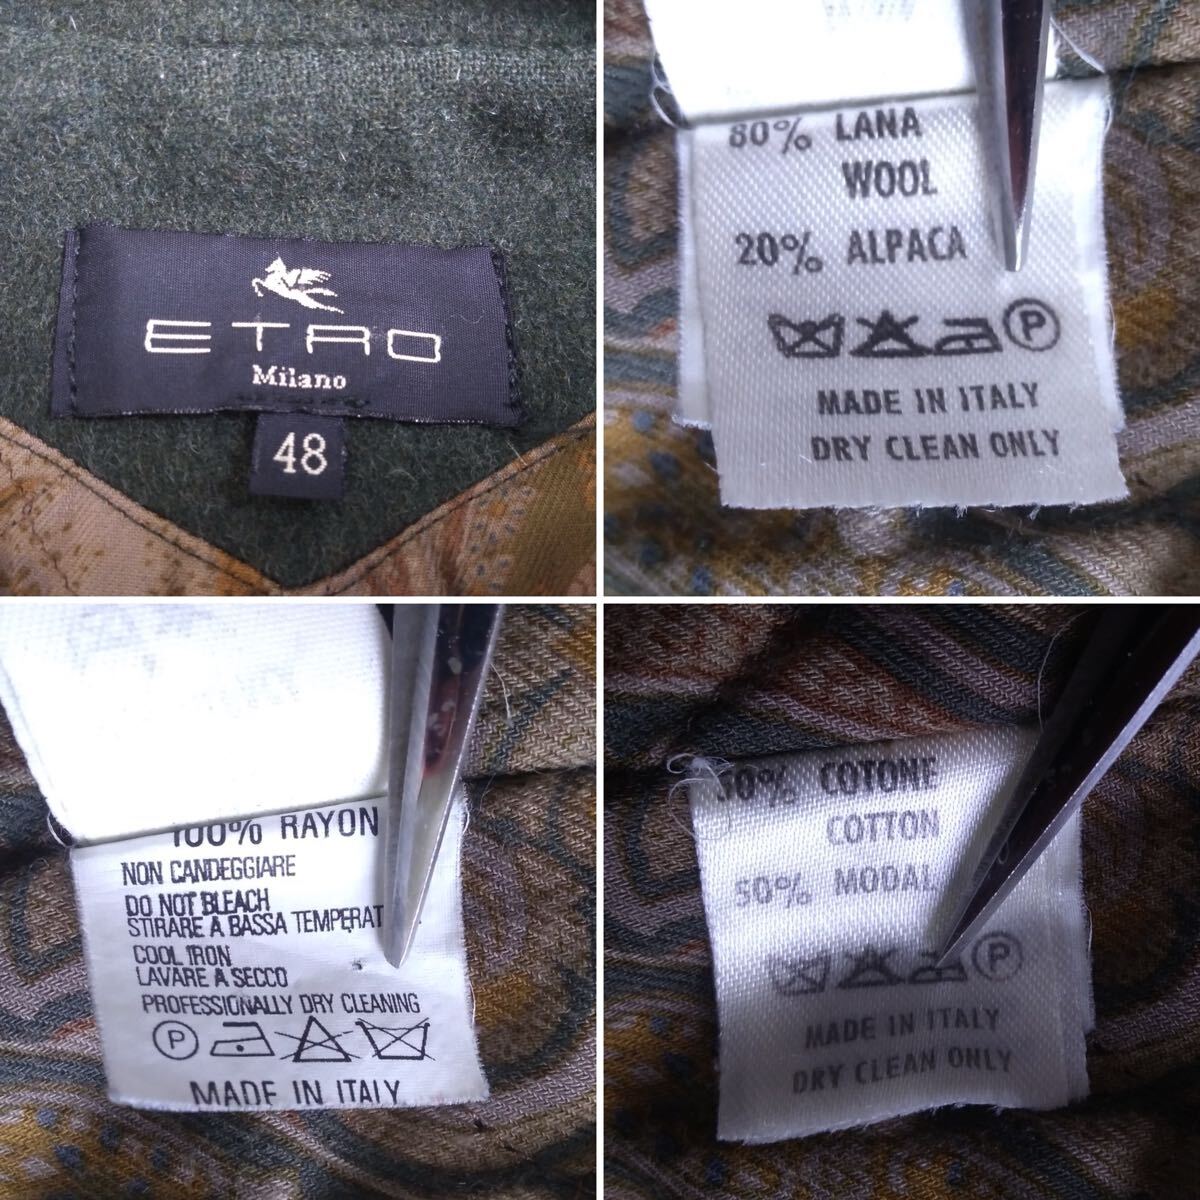 ETRO
Milano
48
80% LANA
WOOL
20% ALPACA
P
MADE IN ITALY
DRY CLEAN ONLY
100% RAYON
NON CANDEGGIARE
DO NOT BLEACH
STIRARE A BASSA TEMPERAT
COOL IRON
LAVARE A SECCO
PROFESSIONALLY DRY CLEANING
P
MADE IN ITALY
50% COTONE
COTTON
50% MODAL
P
MADE IN ITALY
DRY CLEAN ONLY